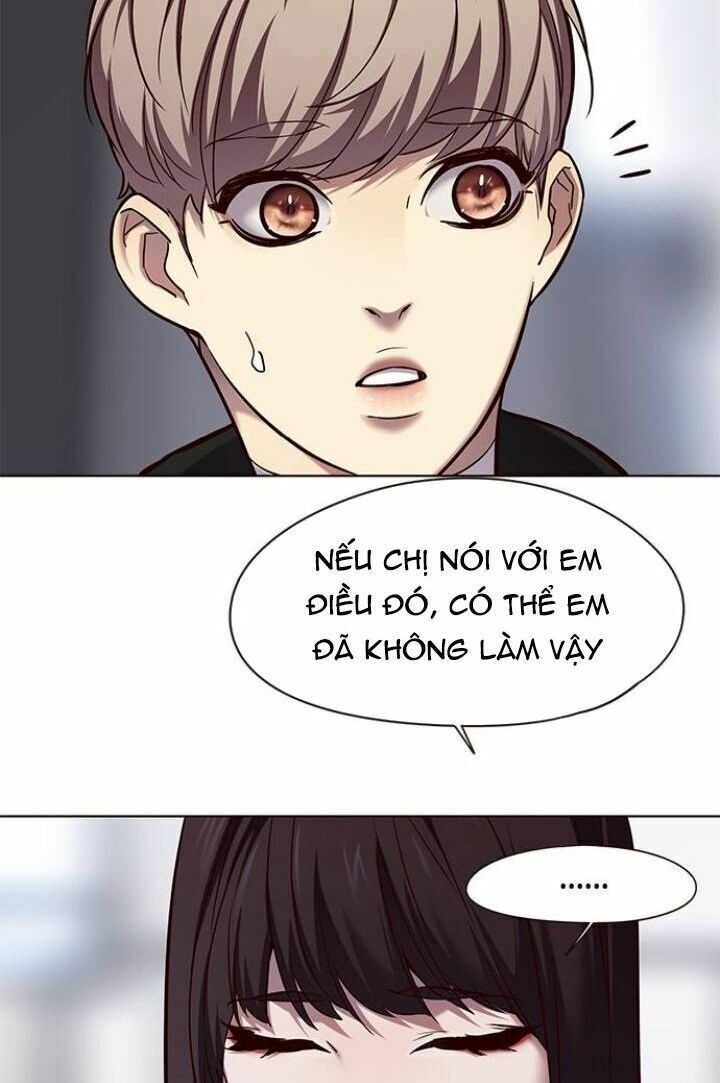 NẾU CHỊ NÓI VỚI EM
ĐIỀU ĐÓ, CÓ THỂ EM
ĐÃ KHÔNG LÀM VẬY
......